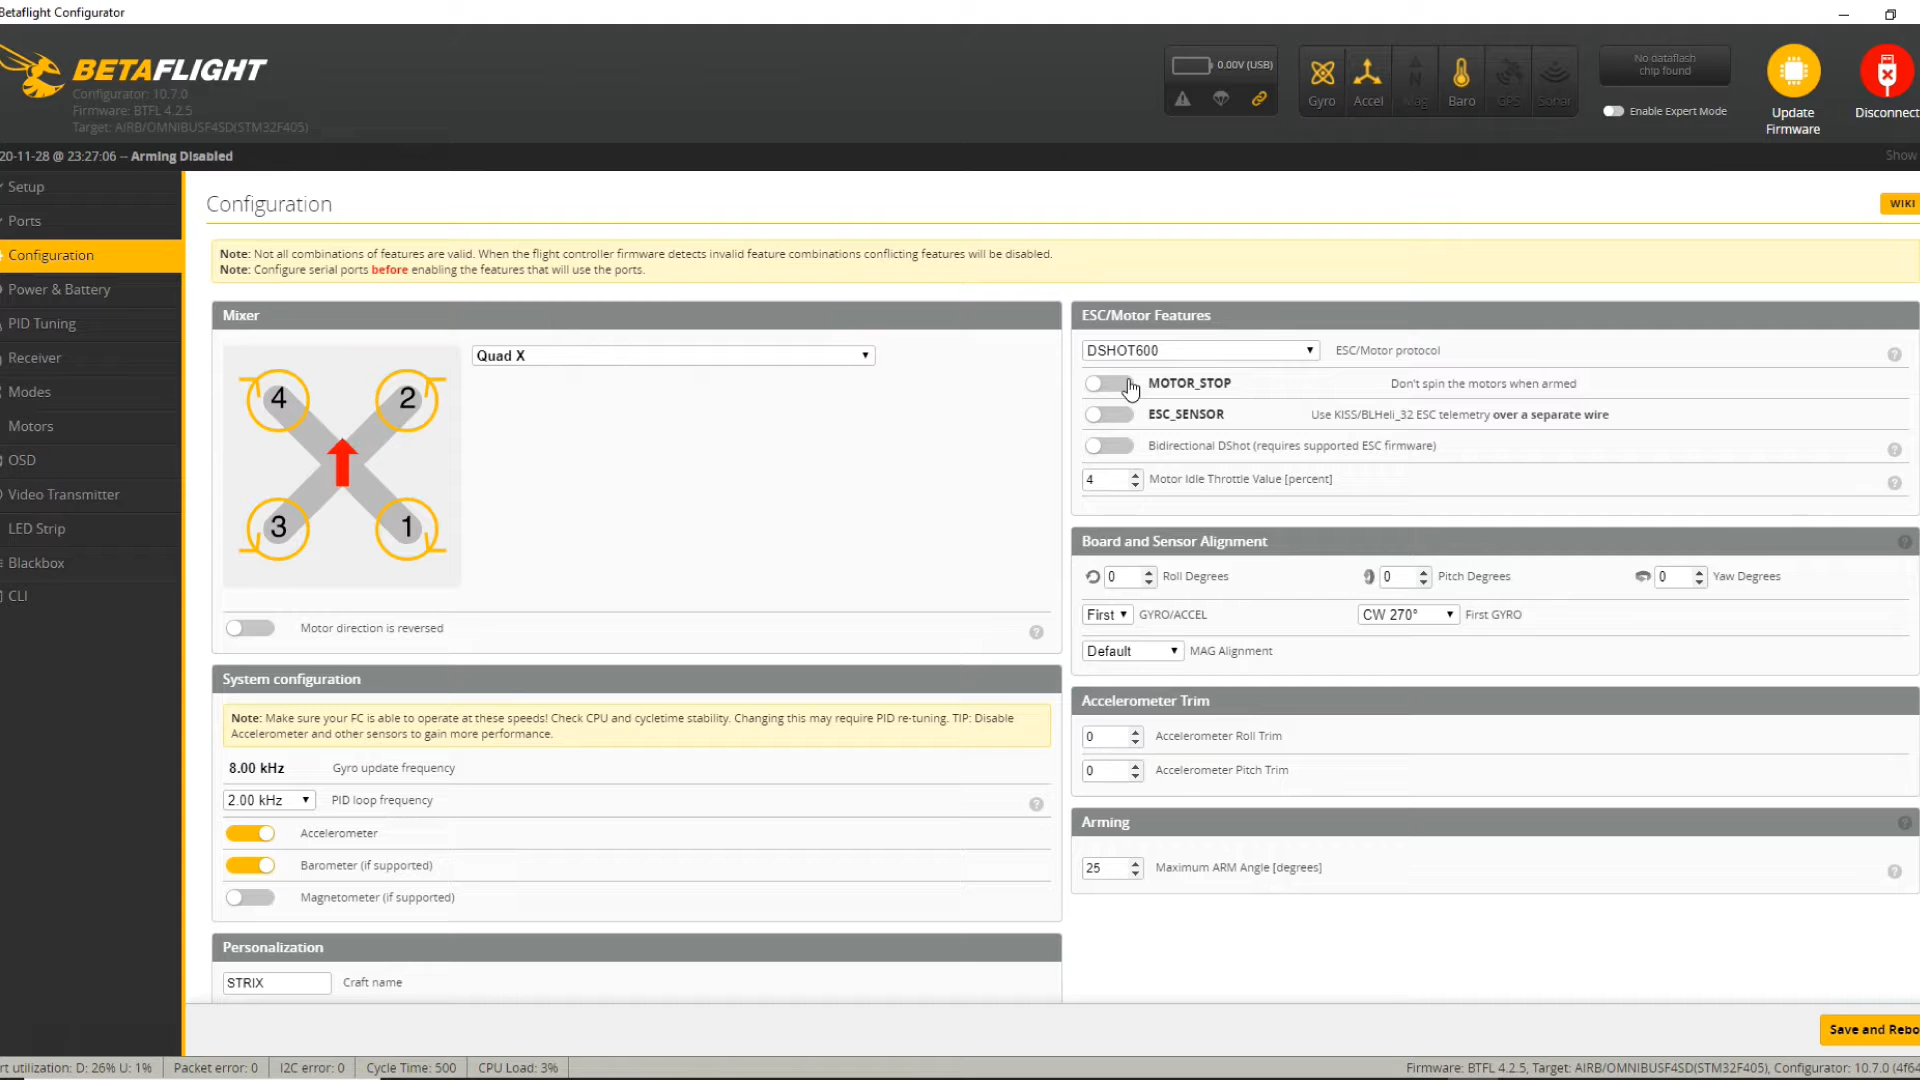 Betaflight Configurator
BETAFLIGHT
Configurator: 10.7.0
Firmware: BTFL 4.2.5
Target: AIRB/OMNIBUSF4SD(STM32F405)
0.00V (USB)
Gyro
Accel
Mag
Baro
GPS
Sonar
No dataflash
chip found
Enable Expert Mode
Update
Firmware
Disconnect
20-11-28 @ 23:27:06 -- Arming Disabled
Show
Setup
Ports
Configuration
Power & Battery
PID Tuning
Receiver
Modes
Motors
OSD
Video Transmitter
LED Strip
Blackbox
CLI
Configuration
WIKI
Note: Not all combinations of features are valid. When the flight controller firmware detects invalid feature combinations conflicting features will be disabled.
Note: Configure serial ports before enabling the features that will use the ports.
Mixer
Quad X
4
2
3
1
Motor direction is reversed
System configuration
Note: Make sure your FC is able to operate at these speeds! Check CPU and cycletime stability. Changing this may require PID re-tuning. TIP: Disable
Accelerometer and other sensors to gain more performance.
8.00 kHz Gyro update frequency
2.00 kHz PID loop frequency
Accelerometer
Barometer (if supported)
Magnetometer (if supported)
Personalization
STRIX Craft name
ESC/Motor Features
DSHOT600 ESC/Motor protocol
MOTOR_STOP Don't spin the motors when armed
ESC_SENSOR Use KISS/BLHeli_32 ESC telemetry over a separate wire
Bidirectional DShot (requires supported ESC firmware)
4 Motor Idle Throttle Value [percent]
Board and Sensor Alignment
0 Roll Degrees 0 Pitch Degrees 0 Yaw Degrees
First GYRO/ACCEL CW 270° First GYRO
Default MAG Alignment
Accelerometer Trim
0 Accelerometer Roll Trim
0 Accelerometer Pitch Trim
Arming
25 Maximum ARM Angle [degrees]
Save and Rebo
rt utilization: D: 26% U: 1% Packet error: 0 I2C error: 0 Cycle Time: 500 CPU Load: 3%
Firmware: BTFL 4.2.5, Target: AIRB/OMNIBUSF4SD(STM32F405), Configurator: 10.7.0 (4f64